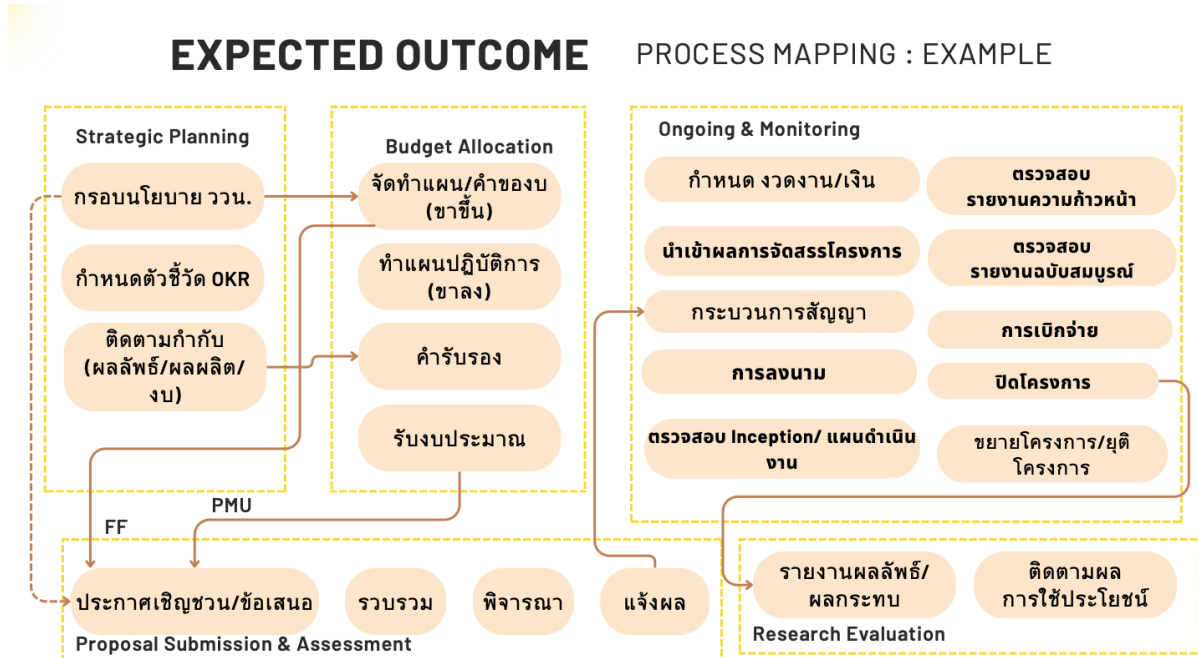 EXPECTED OUTCOME
PROCESS MAPPING : EXAMPLE
Strategic Planning
กรอบนโยบาย ววน.
กำหนดตัวชี้วัด OKR
ติดตามกำกับ
(ผลลัพธ์/ผลผลิต/
งบ)
Budget Allocation
จัดทำแผน/คำของบ
(ขาขึ้น)
ทำแผนปฏิบัติการ
(ขาลง)
คำรับรอง
รับงบประมาณ
Ongoing & Monitoring
กำหนด งวดงาน/เงิน
นำเข้าผลการจัดสรรโครงการ
กระบวนการสัญญา
การลงนาม
ตรวจสอบ Inception/ แผนดำเนิน
งาน
ตรวจสอบ
รายงานความก้าวหน้า
ตรวจสอบ
รายงานฉบับสมบูรณ์
การเบิกจ่าย
ปิดโครงการ
ขยายโครงการ/ยุติ
โครงการ
FF
PMU
ประกาศเชิญชวน/ข้อเสนอ
รวบรวม
พิจารณา
แจ้งผล
Proposal Submission & Assessment
รายงานผลลัพธ์/
ผลกระทบ
ติดตามผล
การใช้ประโยชน์
Research Evaluation